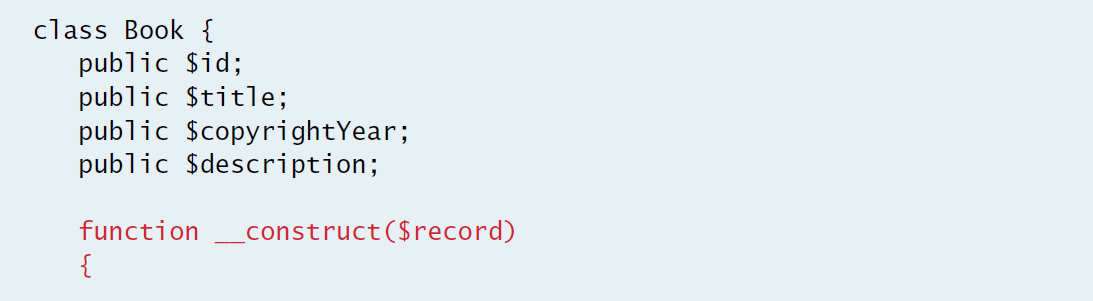 class Book {
public $id;
public $title;
public $copyrightYear;
public $description;
function __construct($record)
{